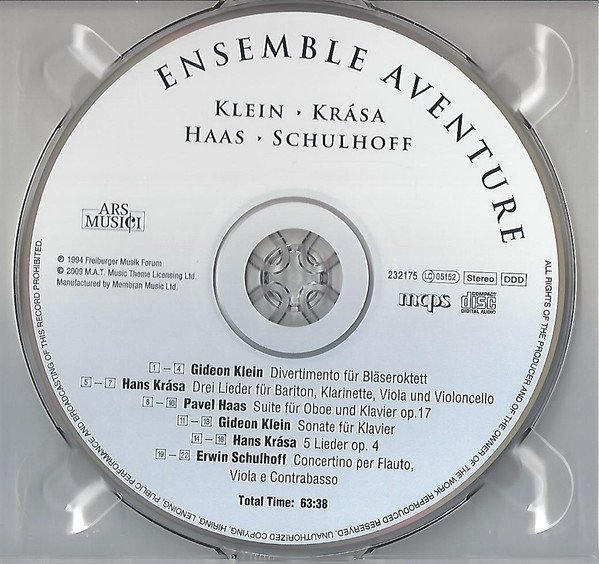 ENSEMBLE AVENTURE
KLEIN · KRÁSA
HAAS · SCHULHOFF
ARS
MUSICI
℗ 1994 Freiburger Musik Forum
© 2009 M.A.T. Music Theme Licensing Ltd.
Manufactured by Membran Music Ltd.
232175 LC 05152 Stereo DDD
mcps COMPACT disc DIGITAL AUDIO
1 – 4 Gideon Klein Divertimento für Bläseroktett
5 – 7 Hans Krása Drei Lieder für Bariton, Klarinette, Viola und Violoncello
8 – 10 Pavel Haas Suite für Oboe und Klavier op.17
11 – 13 Gideon Klein Sonate für Klavier
14 – 18 Hans Krása 5 Lieder op. 4
19 – 22 Erwin Schulhoff Concertino per Flauto,
Viola e Contrabasso
Total Time: 63:38
ALL RIGHTS OF THE PRODUCER AND OF THE OWNER OF THE WORK REPRODUCED RESERVED. UNAUTHORIZED COPYING, HIRING, LENDING, PUBLIC PERFORMANCE AND BROADCASTING OF THIS RECORD PROHIBITED.